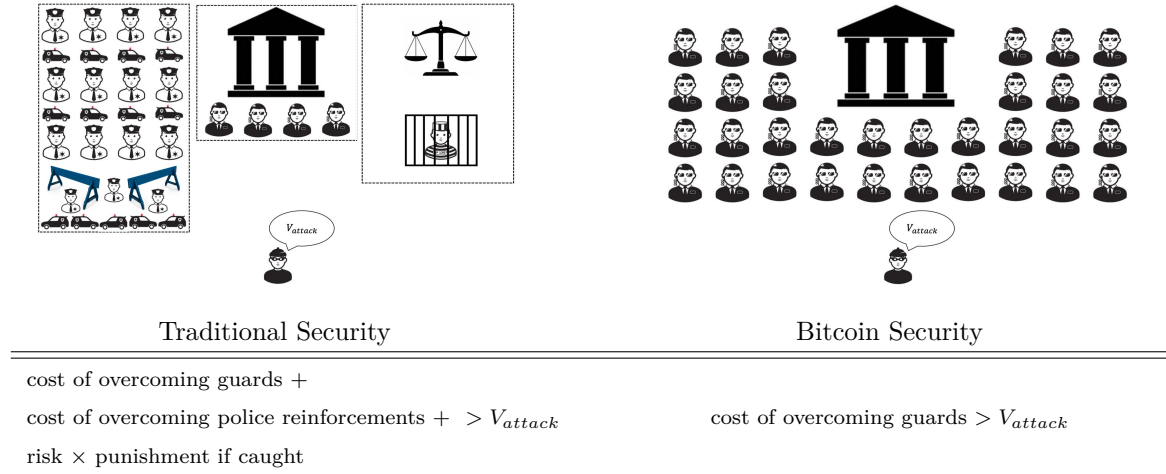 V_attack
V_attack
Traditional Security
Bitcoin Security
cost of overcoming guards +
cost of overcoming police reinforcements + > V_attack
risk × punishment if caught
cost of overcoming guards > V_attack